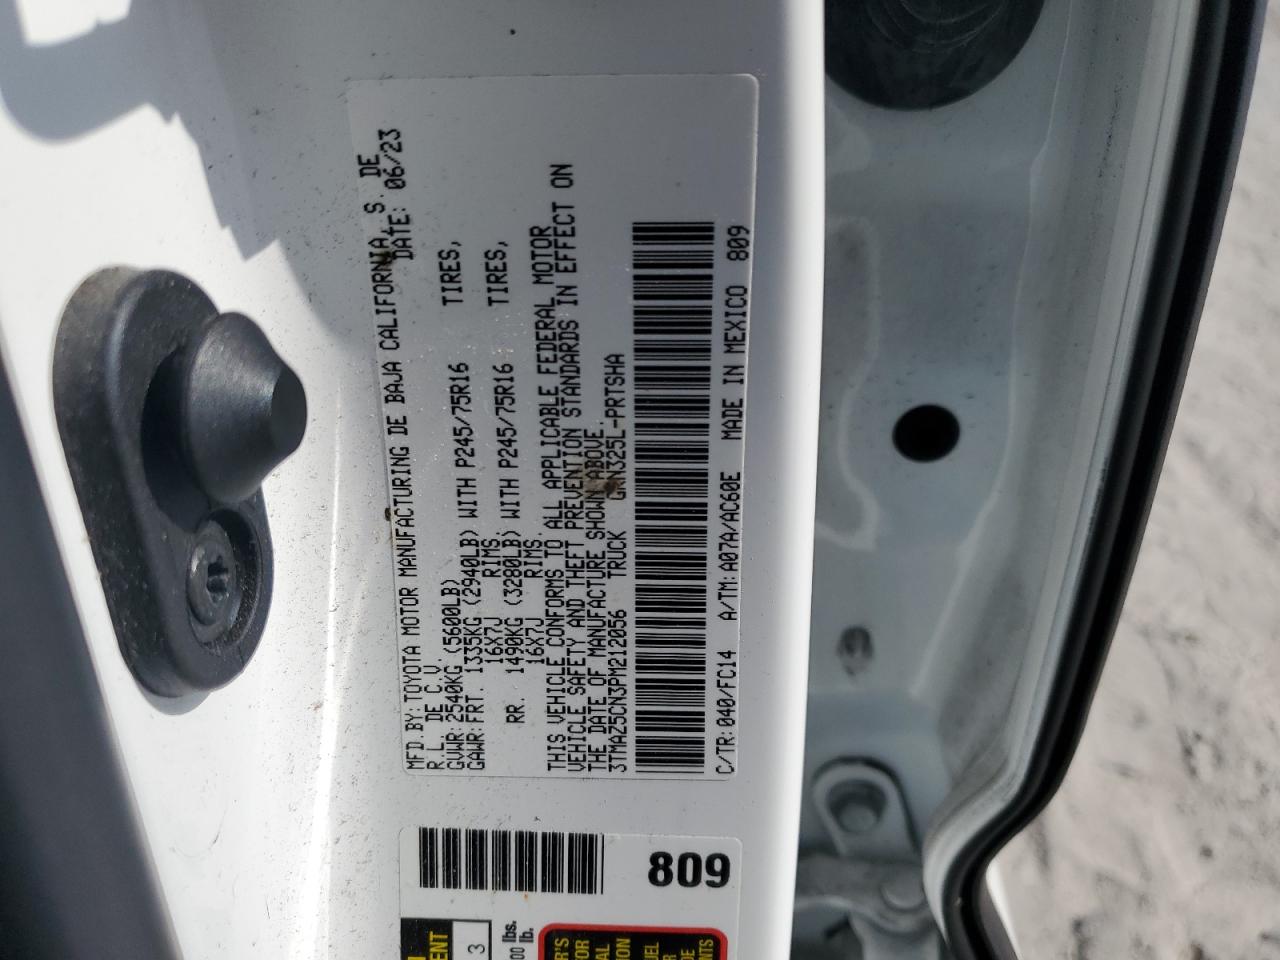 MFD.BY:TOYOTA MOTOR MANUFACTURING DE BAJA CALIFORNIA, S. DE
R.L. DE C.V. DATE: 06/23
GVWR:2540KG (5600LB)
GAWR:FRT. 1335KG (2940LB) WITH P245/75R16 TIRES,
16X7J RIMS.
RR. 1490KG (3280LB) WITH P245/75R16 TIRES,
16X7J RIMS.
THIS VEHICLE CONFORMS TO ALL APPLICABLE FEDERAL MOTOR
VEHICLE SAFETY AND THEFT PREVENTION STANDARDS IN EFFECT ON
THE DATE OF MANUFACTURE SHOWN ABOVE.
3TMAZ5CN3PM212056 TRUCK GRN325L-PRTSHA
C/TR:040/FC14 A/TM:A07A/AC60E MADE IN MEXICO 809
809
3
lbs.
lb.